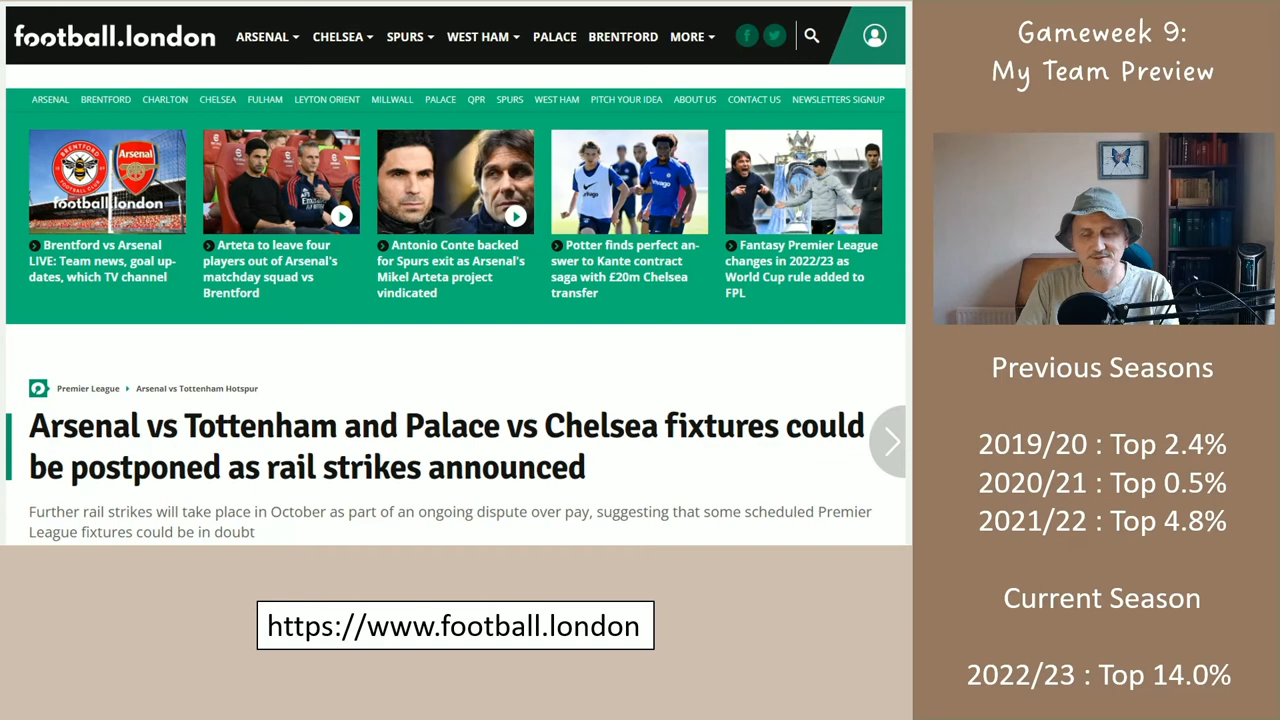 football.london
ARSENAL CHELSEA SPURS WEST HAM PALACE BRENTFORD MORE
ARSENAL BRENTFORD CHARLTON CHELSEA FULHAM LEYTON ORIENT MILLWALL PALACE QPR SPURS WEST HAM PITCH YOUR IDEA ABOUT US CONTACT US NEWSLETTERS SIGNUP
Arsenal
football.london
Brentford vs Arsenal
LIVE: Team news, goal up-
dates, which TV channel
Arteta to leave four
players out of Arsenal's
matchday squad vs
Brentford
Antonio Conte backed
for Spurs exit as Arsenal's
Mikel Arteta project
vindicated
Potter finds perfect an-
swer to Kante contract
saga with £20m Chelsea
transfer
Fantasy Premier League
changes in 2022/23 as
World Cup rule added to
FPL
Premier League Arsenal vs Tottenham Hotspur
Arsenal vs Tottenham and Palace vs Chelsea fixtures could
be postponed as rail strikes announced
Further rail strikes will take place in October as part of an ongoing dispute over pay, suggesting that some scheduled Premier
League fixtures could be in doubt
https://www.football.london
Gameweek 9:
My Team Preview
Previous Seasons
2019/20 : Top 2.4%
2020/21 : Top 0.5%
2021/22 : Top 4.8%
Current Season
2022/23 : Top 14.0%